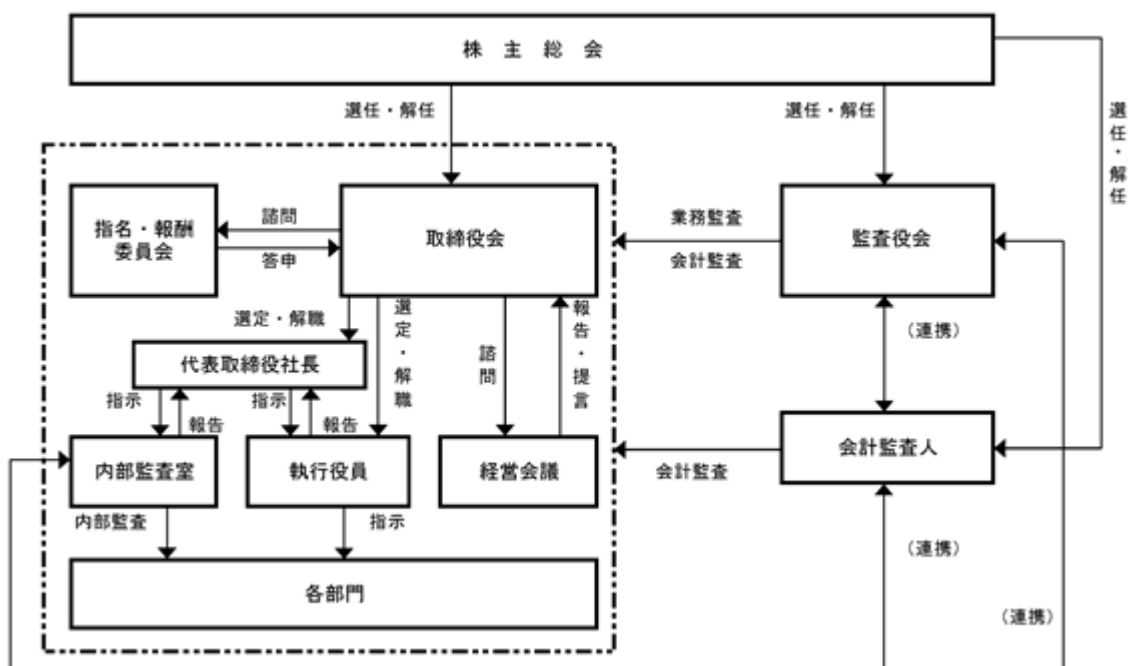 株 主 総 会
選任・解任
選任・解任
選任・解任
指名・報酬
委員会
諮問
答申
取締役会
業務監査
会計監査
監査役会
選定・解職
選定・解職
諮問
報告・提言
(連携)
代表取締役社長
指示
報告
指示
報告
内部監査室
執行役員
経営会議
会計監査
会計監査人
内部監査
指示
(連携)
各部門
(連携)